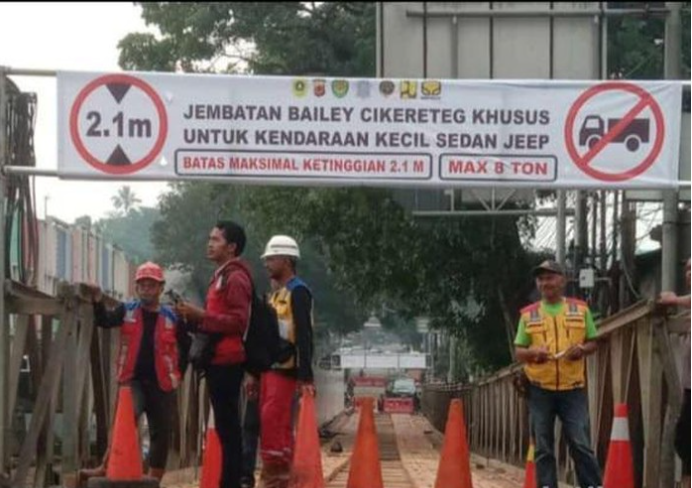 2.1m
JEMBATAN BAILEY CIKERETEG KHUSUS
UNTUK KENDARAAN KECIL SEDAN JEEP
BATAS MAKSIMAL KETINGGIAN 2.1 M
MAX 8 TON